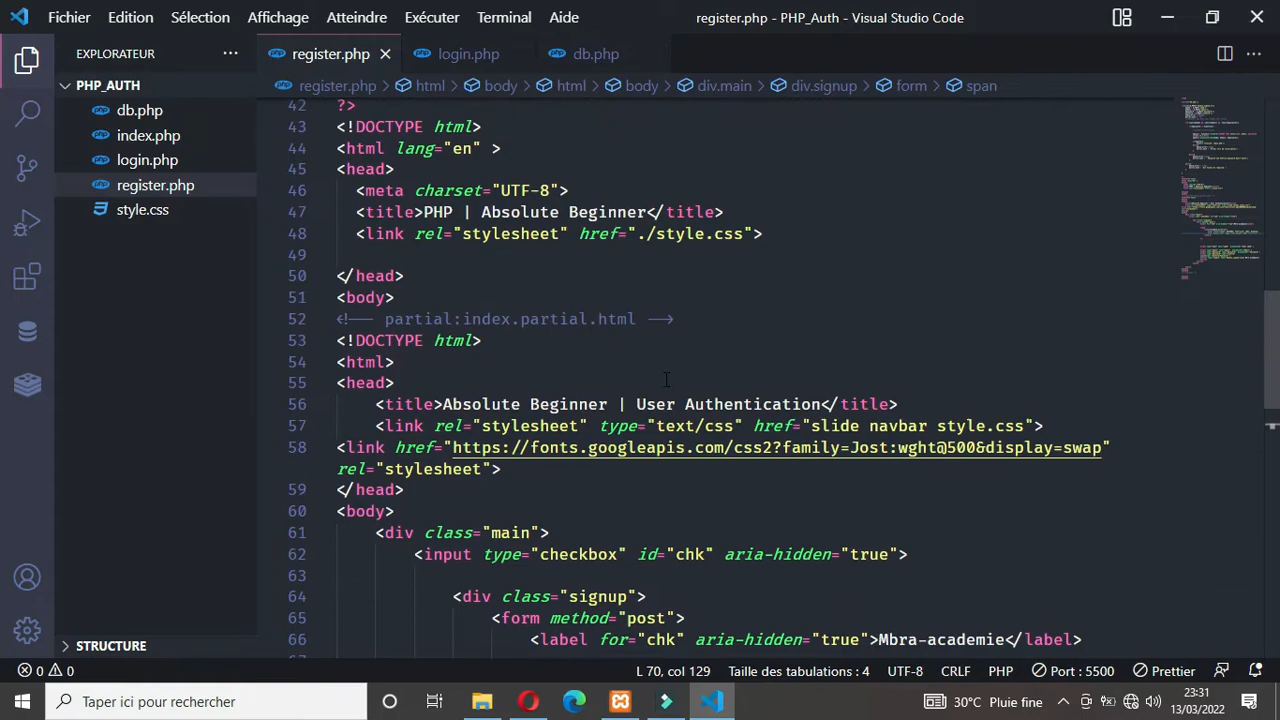 Fichier Edition Sélection Affichage Atteindre Exécuter Terminal Aide register.php - PHP_Auth - Visual Studio Code
EXPLORATEUR
PHP_AUTH
db.php
index.php
login.php
register.php
style.css
STRUCTURE
register.php login.php db.php
register.php > html > body > html > body > div.main > div.signup > form > span
42 ?>
43 <!DOCTYPE html>
44 <html lang="en" >
45 <head>
46 <meta charset="UTF-8">
47 <title>PHP | Absolute Beginner</title>
48 <link rel="stylesheet" href="./style.css">
49
50 </head>
51 <body>
52 <!-- partial:index.partial.html -->
53 <!DOCTYPE html>
54 <html>
55 <head>
56 <title>Absolute Beginner | User Authentication</title>
57 <link rel="stylesheet" type="text/css" href="slide navbar style.css">
58 <link href="https://fonts.googleapis.com/css2?family=Jost:wght@500&display=swap"
rel="stylesheet">
59 </head>
60 <body>
61 <div class="main">
62 <input type="checkbox" id="chk" aria-hidden="true">
63
64 <div class="signup">
65 <form method="post">
66 <label for="chk" aria-hidden="true">Mbra-academie</label>
0 0 L 70, col 129 Taille des tabulations : 4 UTF-8 CRLF PHP Port : 5500 Prettier
Taper ici pour rechercher 30°C Pluie fine 23:31
13/03/2022